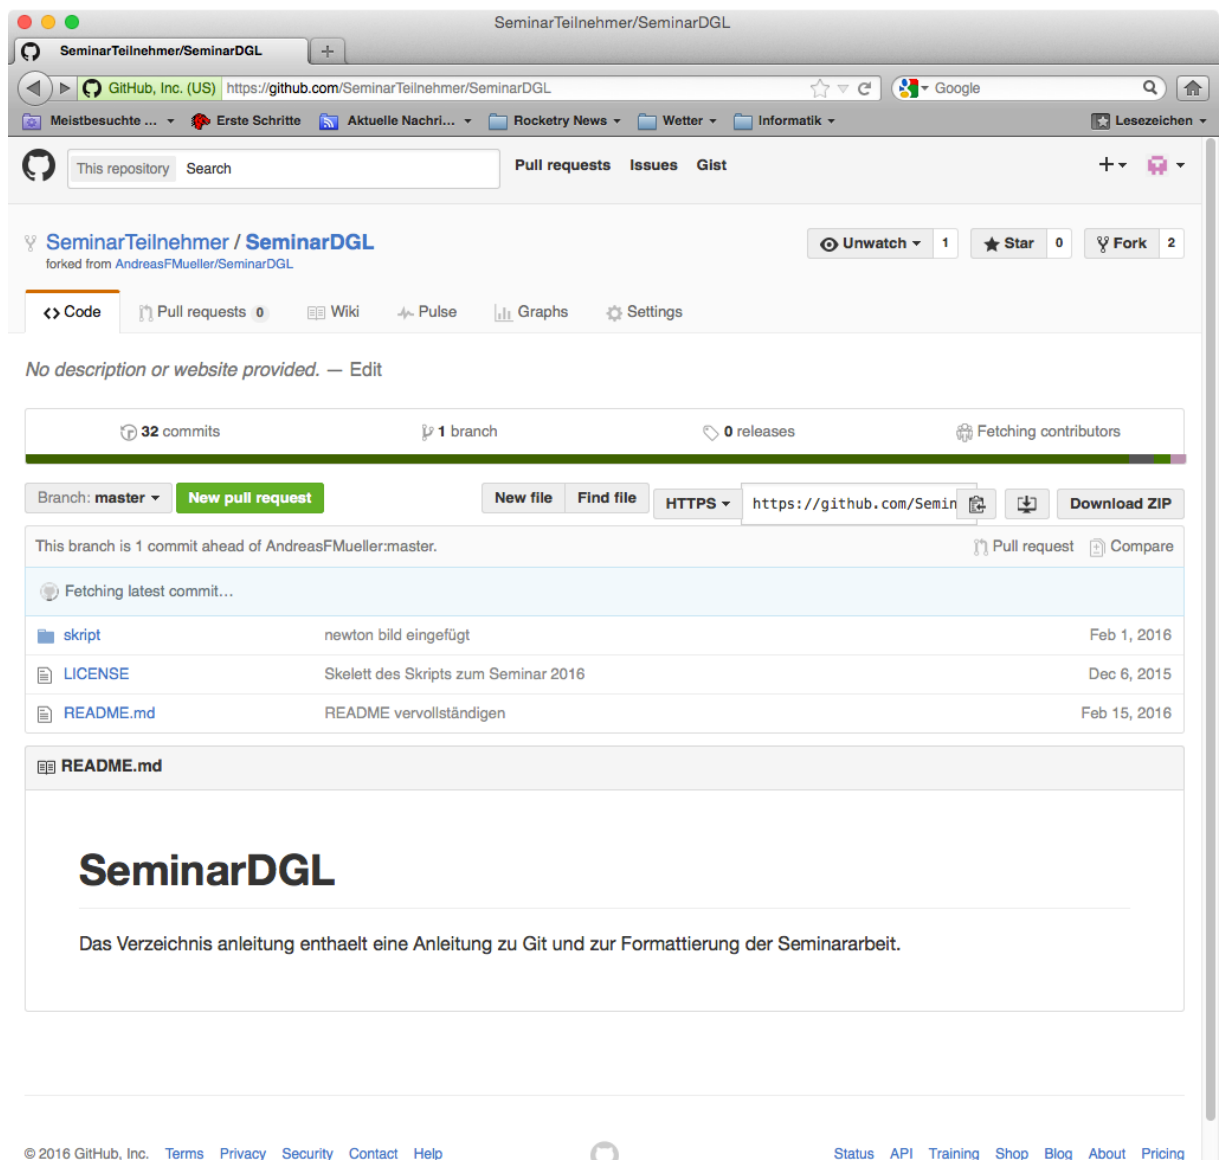 SeminarTeilnehmer/SeminarDGL
SeminarTeilnehmer/SeminarDGL
GitHub, Inc. (US) https://github.com/SeminarTeilnehmer/SeminarDGL Google
Meistbesuchte ... Erste Schritte Aktuelle Nachri... Rocketry News Wetter Informatik Lesezeichen
This repository Search Pull requests Issues Gist
SeminarTeilnehmer / SeminarDGL Unwatch 1 Star 0 Fork 2
forked from AndreasFMueller/SeminarDGL
Code Pull requests 0 Wiki Pulse Graphs Settings
No description or website provided. — Edit
32 commits 1 branch 0 releases Fetching contributors
Branch: master New pull request New file Find file HTTPS https://github.com/Semin Download ZIP
This branch is 1 commit ahead of AndreasFMueller:master. Pull request Compare
Fetching latest commit…
skript newton bild eingefügt Feb 1, 2016
LICENSE Skelett des Skripts zum Seminar 2016 Dec 6, 2015
README.md README vervollständigen Feb 15, 2016
README.md
SeminarDGL
Das Verzeichnis anleitung enthaelt eine Anleitung zu Git und zur Formattierung der Seminararbeit.
© 2016 GitHub, Inc. Terms Privacy Security Contact Help Status API Training Shop Blog About Pricing